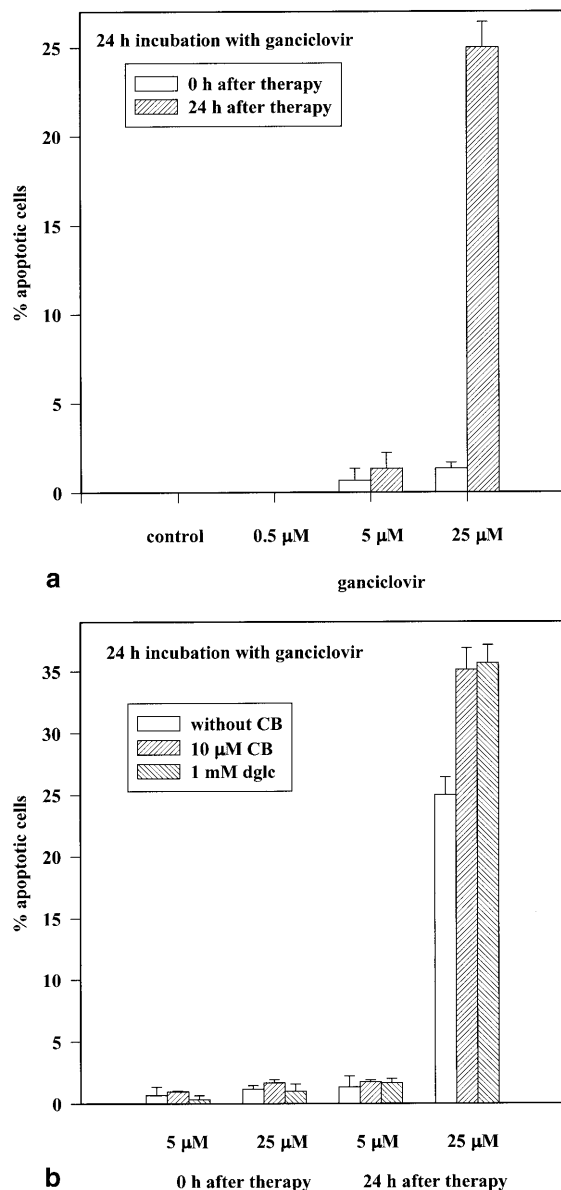 24 h incubation with ganciclovir
0 h after therapy
24 h after therapy
% apoptotic cells
25
20
15
10
5
0
control 0.5 μM 5 μM 25 μM
a
ganciclovir
24 h incubation with ganciclovir
without CB
10 μM CB
1 mM dglc
% apoptotic cells
35
30
25
20
15
10
5
0
5 μM 25 μM 5 μM 25 μM
b
0 h after therapy 24 h after therapy